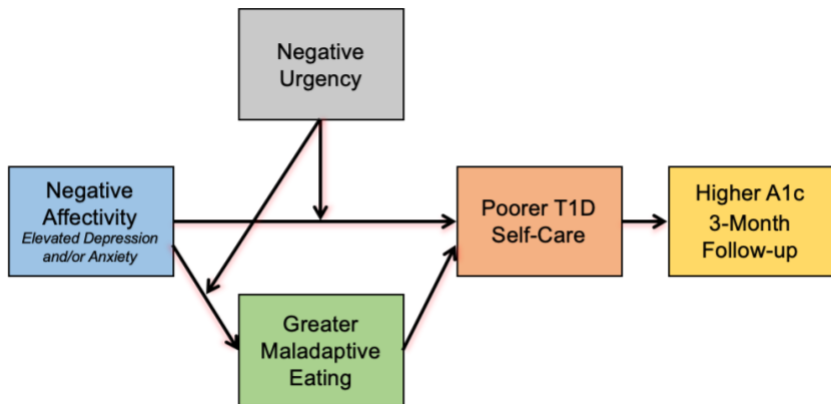 Negative
Urgency
Negative
Affectivity
Elevated Depression
and/or Anxiety
Poorer T1D
Self-Care
Higher A1c
3-Month
Follow-up
Greater
Maladaptive
Eating